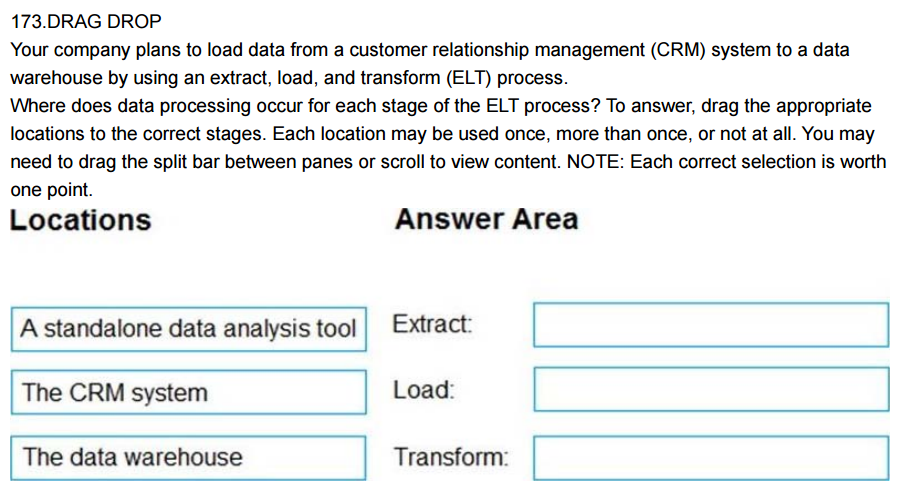 173.DRAG DROP
Your company plans to load data from a customer relationship management (CRM) system to a data
warehouse by using an extract, load, and transform (ELT) process.
Where does data processing occur for each stage of the ELT process? To answer, drag the appropriate
locations to the correct stages. Each location may be used once, more than once, or not at all. You may
need to drag the split bar between panes or scroll to view content. NOTE: Each correct selection is worth
one point.
Locations
Answer Area
A standalone data analysis tool
Extract:
The CRM system
Load:
The data warehouse
Transform: